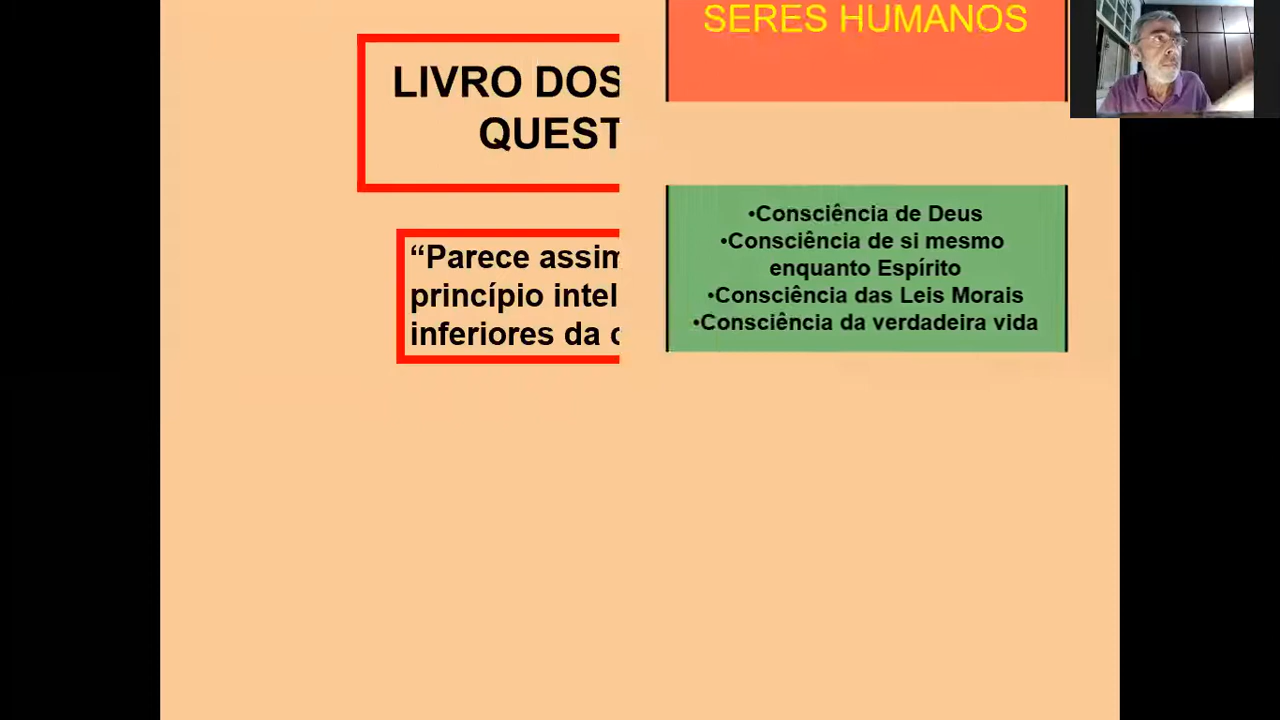 LIVRO DOS
QUEST
“Parece assim
princípio intel
inferiores da
SERES HUMANOS
•Consciência de Deus
•Consciência de si mesmo
enquanto Espírito
•Consciência das Leis Morais
•Consciência da verdadeira vida